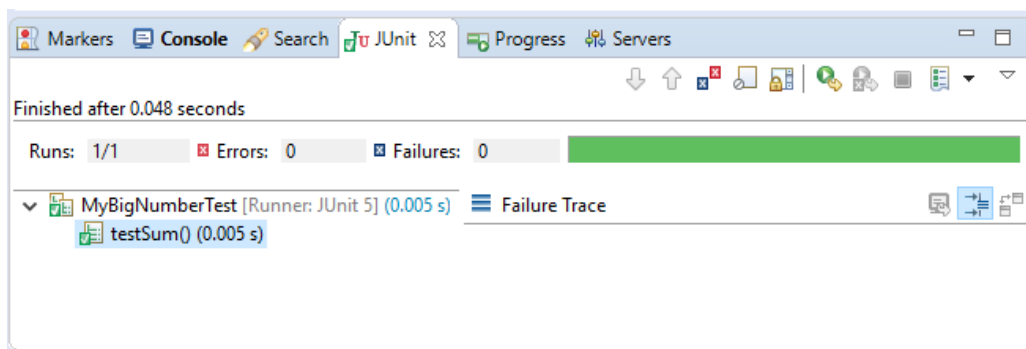 Markers Console Search JUnit Progress Servers
Finished after 0.048 seconds
Runs: 1/1 Errors: 0 Failures: 0
MyBigNumberTest [Runner: JUnit 5] (0.005 s) Failure Trace
testSum() (0.005 s)